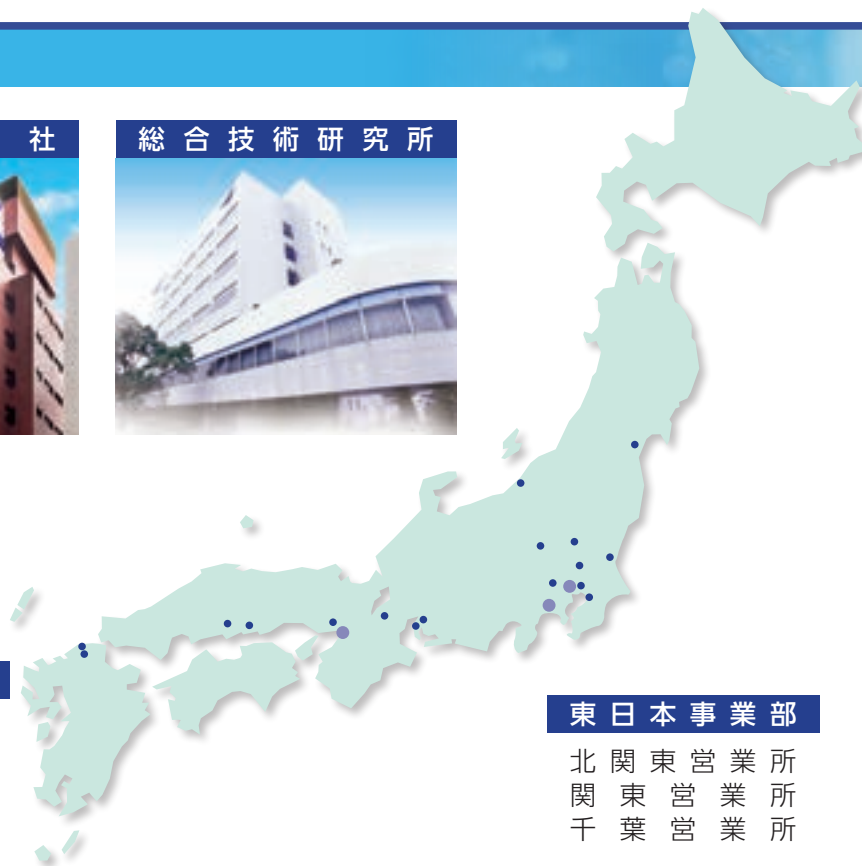 社
総合技術研究所
東日本事業部
北関東営業所
関東営業所
千葉営業所